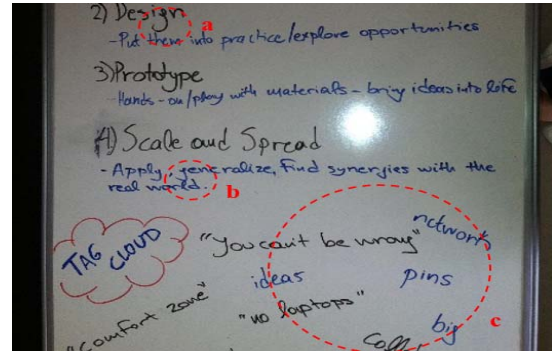 2) Design
a
-Put them into practice/explore opportunities
3) Prototype
-Hands-on/play with materials - bring ideas into life
4) Scale and Spread
- Apply, generalize, find synergies with the
real world.
b
TAG CLOUD
"You can't be wrong"
network
ideas
pins
"Comfort zone"
"no laptops"
big
c